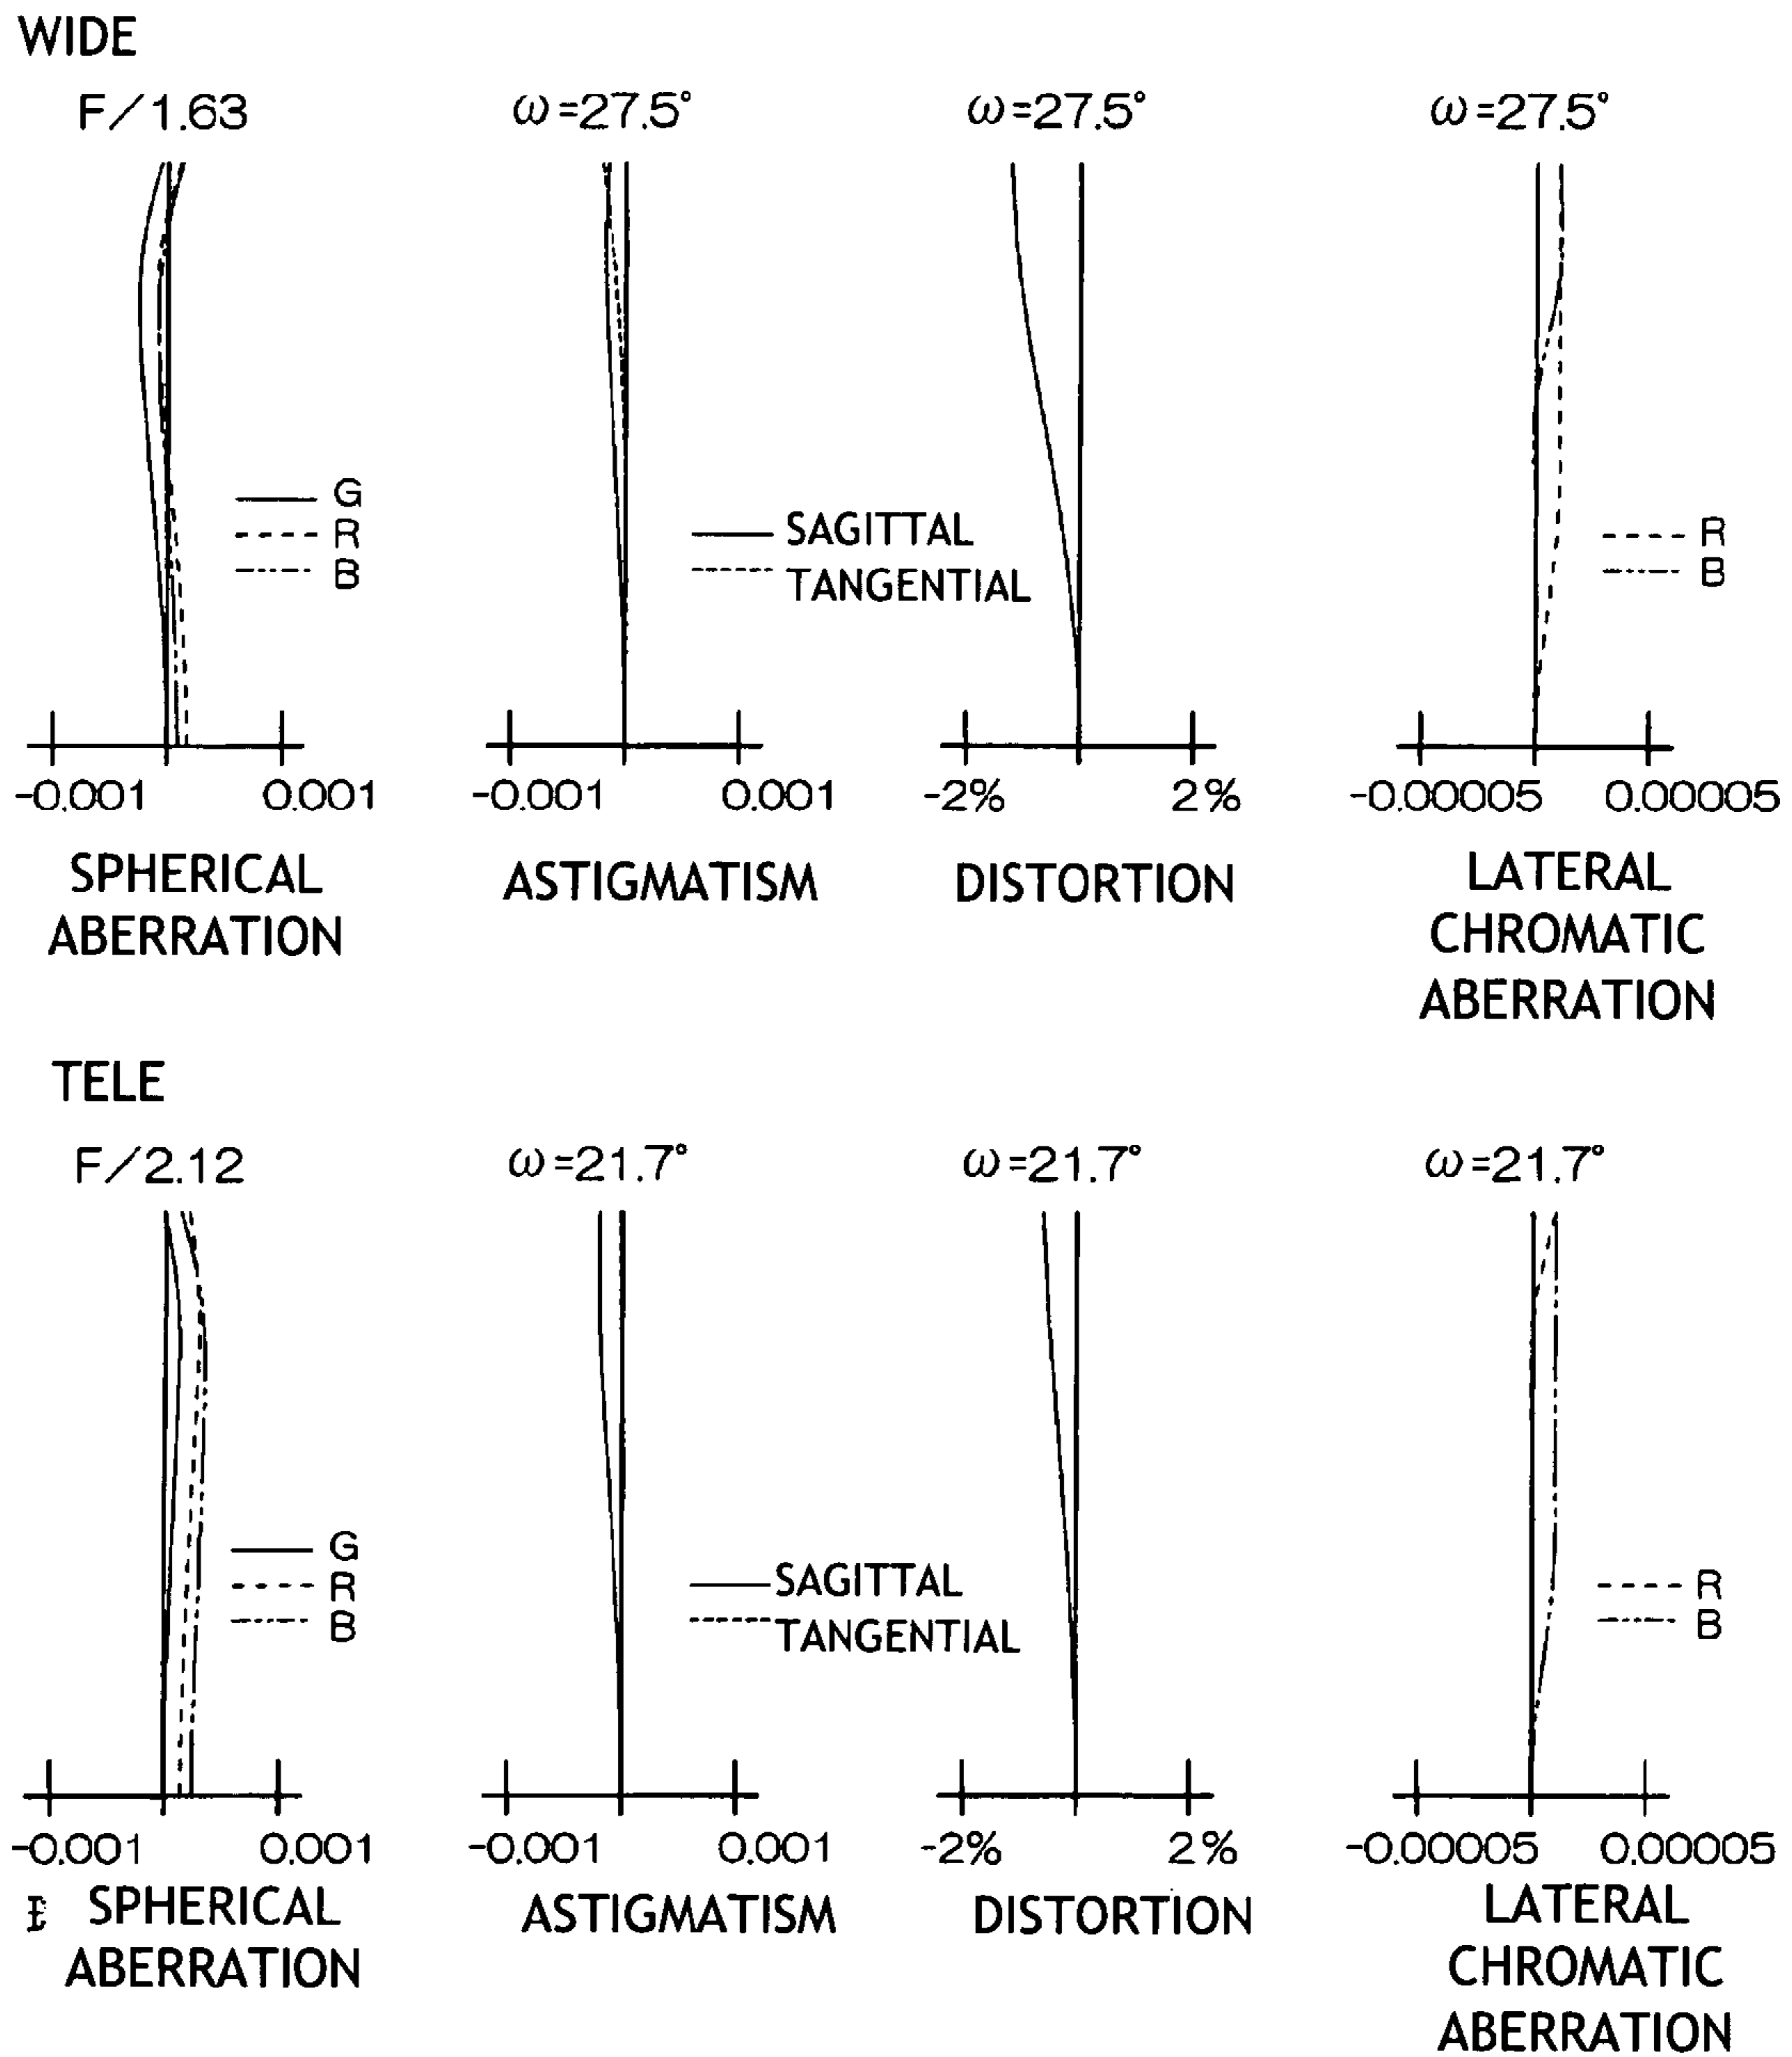 WIDE
F/1.63
ω=27.5°
ω=27.5°
ω=27.5°
G
R
B
SAGITTAL
TANGENTIAL
R
B
-0.001
0.001
-0.001
0.001
-2%
2%
-0.00005
0.00005
SPHERICAL
ABERRATION
ASTIGMATISM
DISTORTION
LATERAL
CHROMATIC
ABERRATION
TELE
F/2.12
ω=21.7°
ω=21.7°
ω=21.7°
G
R
B
SAGITTAL
TANGENTIAL
R
B
-0.001
0.001
-0.001
0.001
-2%
2%
-0.00005
0.00005
SPHERICAL
ABERRATION
ASTIGMATISM
DISTORTION
LATERAL
CHROMATIC
ABERRATION